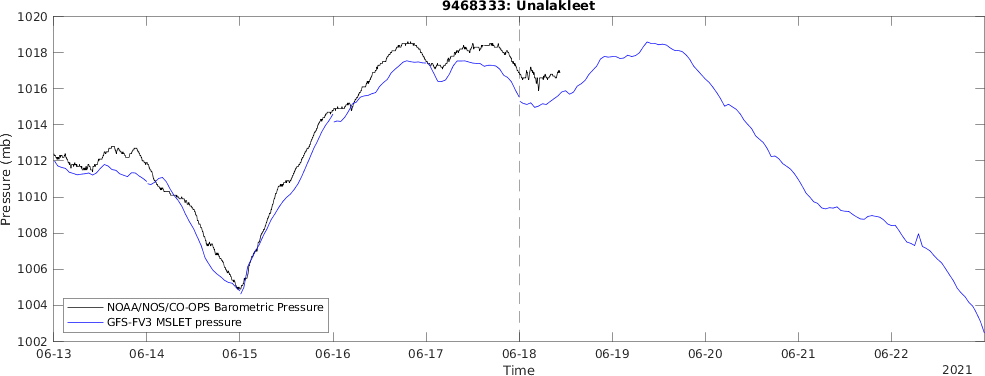 9468333: Unalakleet
Pressure (mb)
1020
1018
1016
1014
1012
1010
1008
1006
1004
1002
NOAA/NOS/CO-OPS Barometric Pressure
GFS-FV3 MSLET pressure
06-13 06-14 06-15 06-16 06-17 06-18 06-19 06-20 06-21 06-22
Time
2021